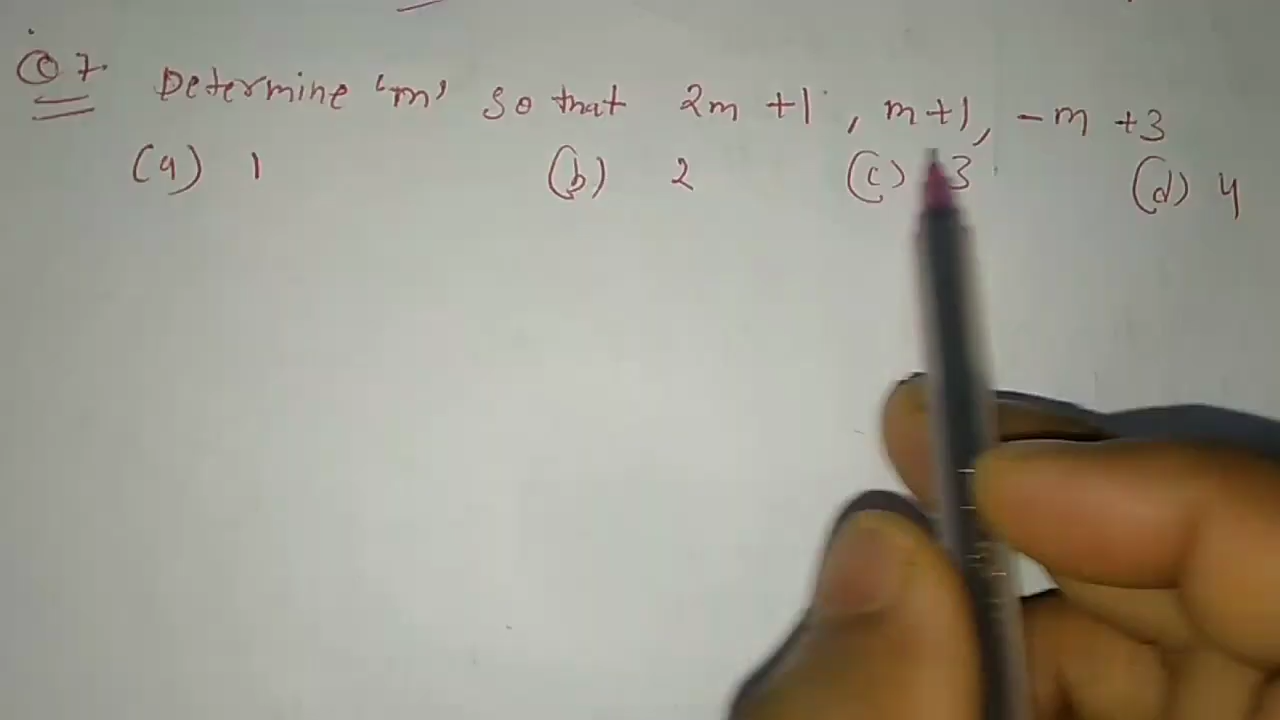 Q7. Determine 'm' so that 2m +1, m+1, -m +3
(a) 1 (b) 2 (c) 3 (d) 4